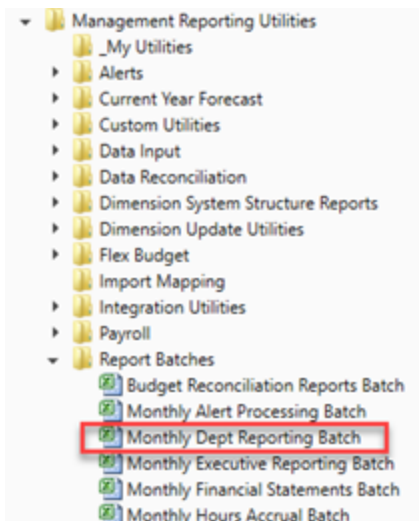 Management Reporting Utilities
_My Utilities
Alerts
Current Year Forecast
Custom Utilities
Data Input
Data Reconciliation
Dimension System Structure Reports
Dimension Update Utilities
Flex Budget
Import Mapping
Integration Utilities
Payroll
Report Batches
Budget Reconciliation Reports Batch
Monthly Alert Processing Batch
Monthly Dept Reporting Batch
Monthly Executive Reporting Batch
Monthly Financial Statements Batch
Monthly Hours Accrual Batch